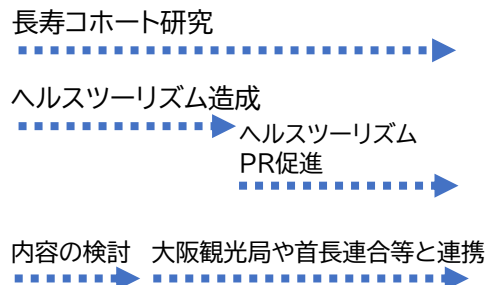 長寿コホート研究
ヘルスツーリズム造成
ヘルスツーリズム
PR促進
内容の検討 大阪観光局や首長連合等と連携